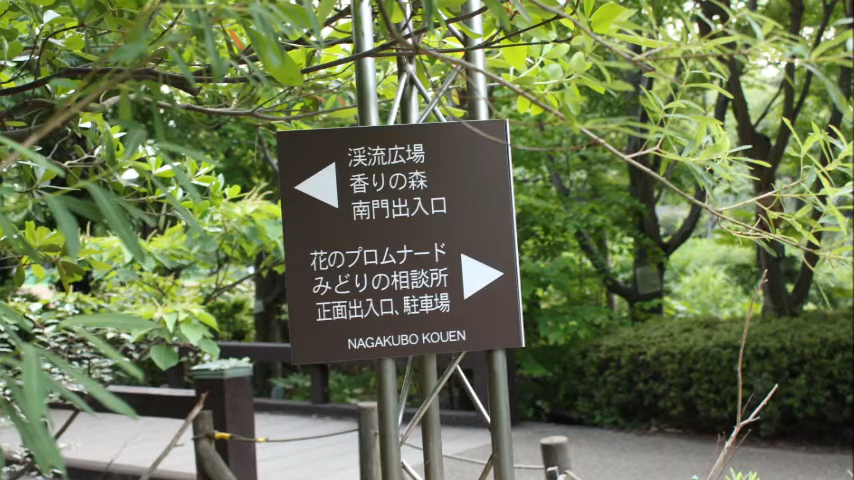 渓流広場
香りの森
南門出入口
花のプロムナード
みどりの相談所
正面出入口、駐車場
NAGAKUBO KOUEN